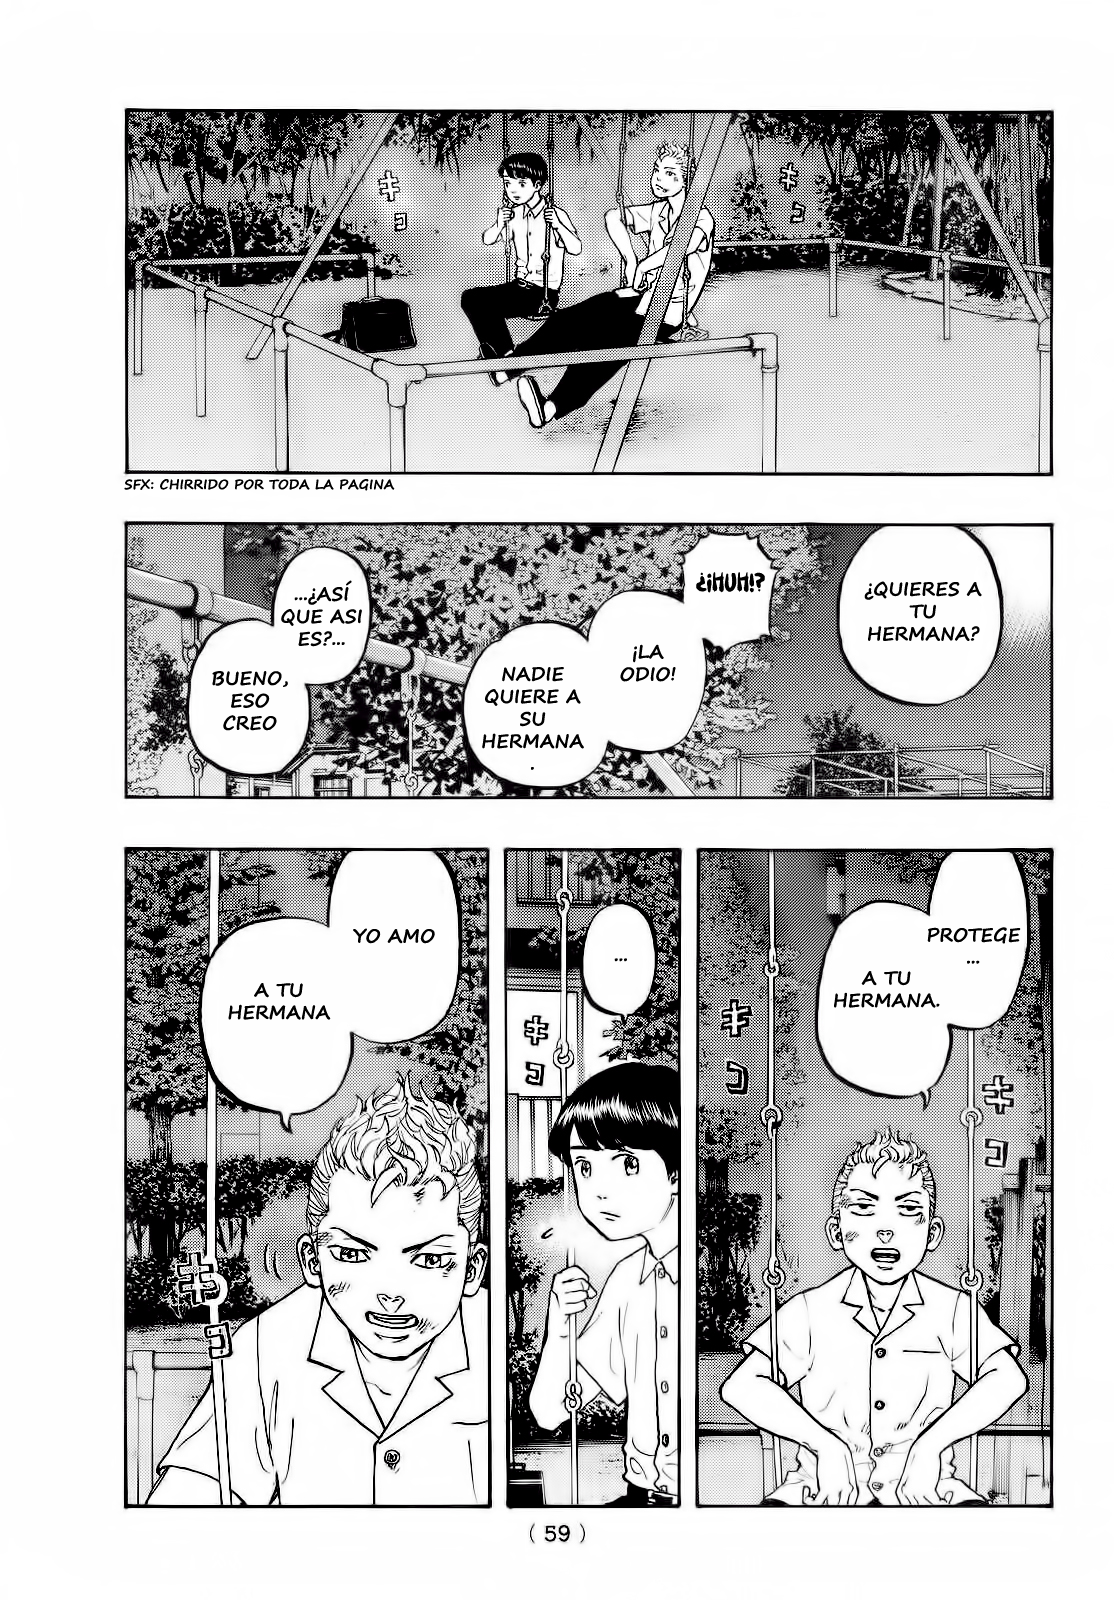 キコ
キコ
SFX: CHIRRIDO POR TODA LA PAGINA
¿QUIERES A
TU
HERMANA?
¿¡HUH!?
¡LA
ODIO!
NADIE
QUIERE A
SU
HERMANA
.
...¿ASÍ
QUE ASI
ES?...
BUENO,
ESO
CREO
PROTEGE
...
A TU
HERMANA.
キコ
キコ
...
キコ
YO AMO
A TU
HERMANA
キコ
( 59 )